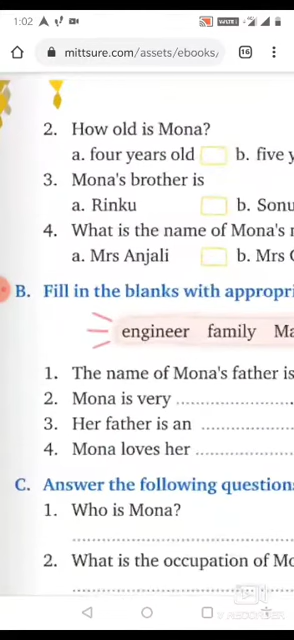 1:02
mittsure.com/assets/ebooks/
16
2. How old is Mona?
a. four years old b. five y
3. Mona's brother is
a. Rinku b. Sonu
4. What is the name of Mona's
a. Mrs Anjali b. Mrs
B. Fill in the blanks with appropri
engineer family Ma
1. The name of Mona's father is
2. Mona is very ....................
3. Her father is an ....................
4. Mona loves her ....................
C. Answer the following question
1. Who is Mona?
2. What is the occupation of Mo